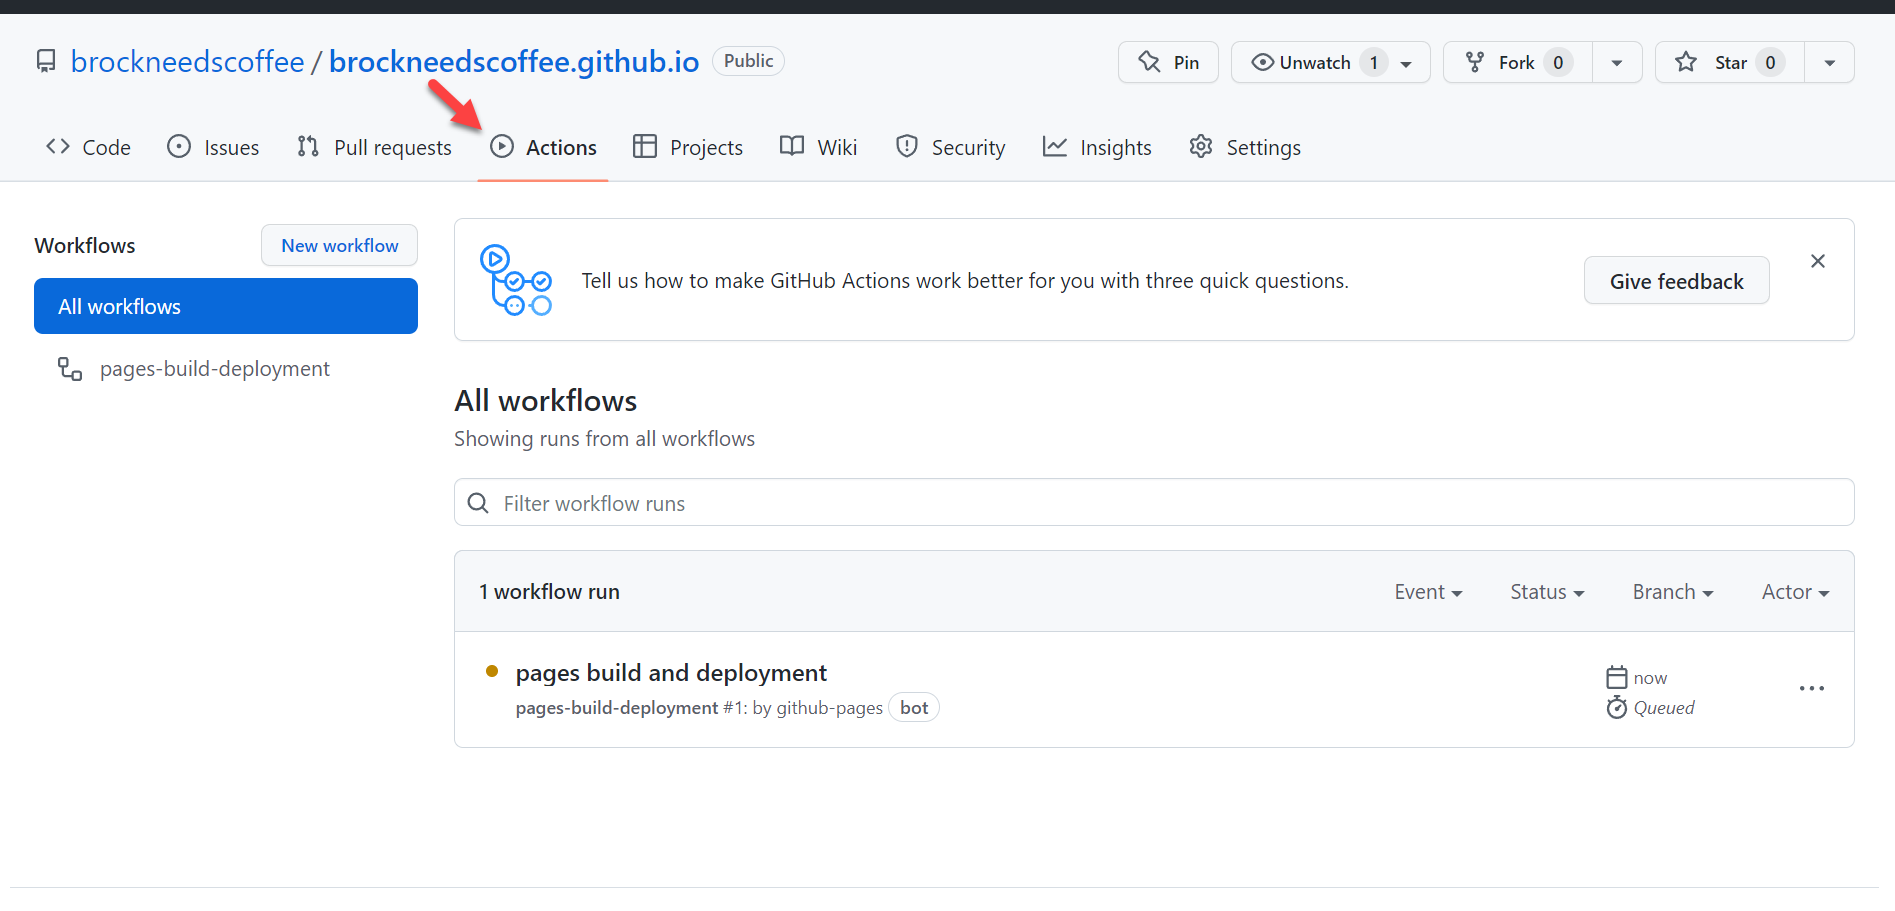 brockneedscoffee / brockneedscoffee.github.io Public Pin Unwatch 1 Fork 0 Star 0
Code Issues Pull requests Actions Projects Wiki Security Insights Settings
Workflows New workflow
All workflows
pages-build-deployment
Tell us how to make GitHub Actions work better for you with three quick questions. Give feedback
All workflows
Showing runs from all workflows
Filter workflow runs
1 workflow run Event Status Branch Actor
pages build and deployment
pages-build-deployment #1: by github-pages bot
now
Queued